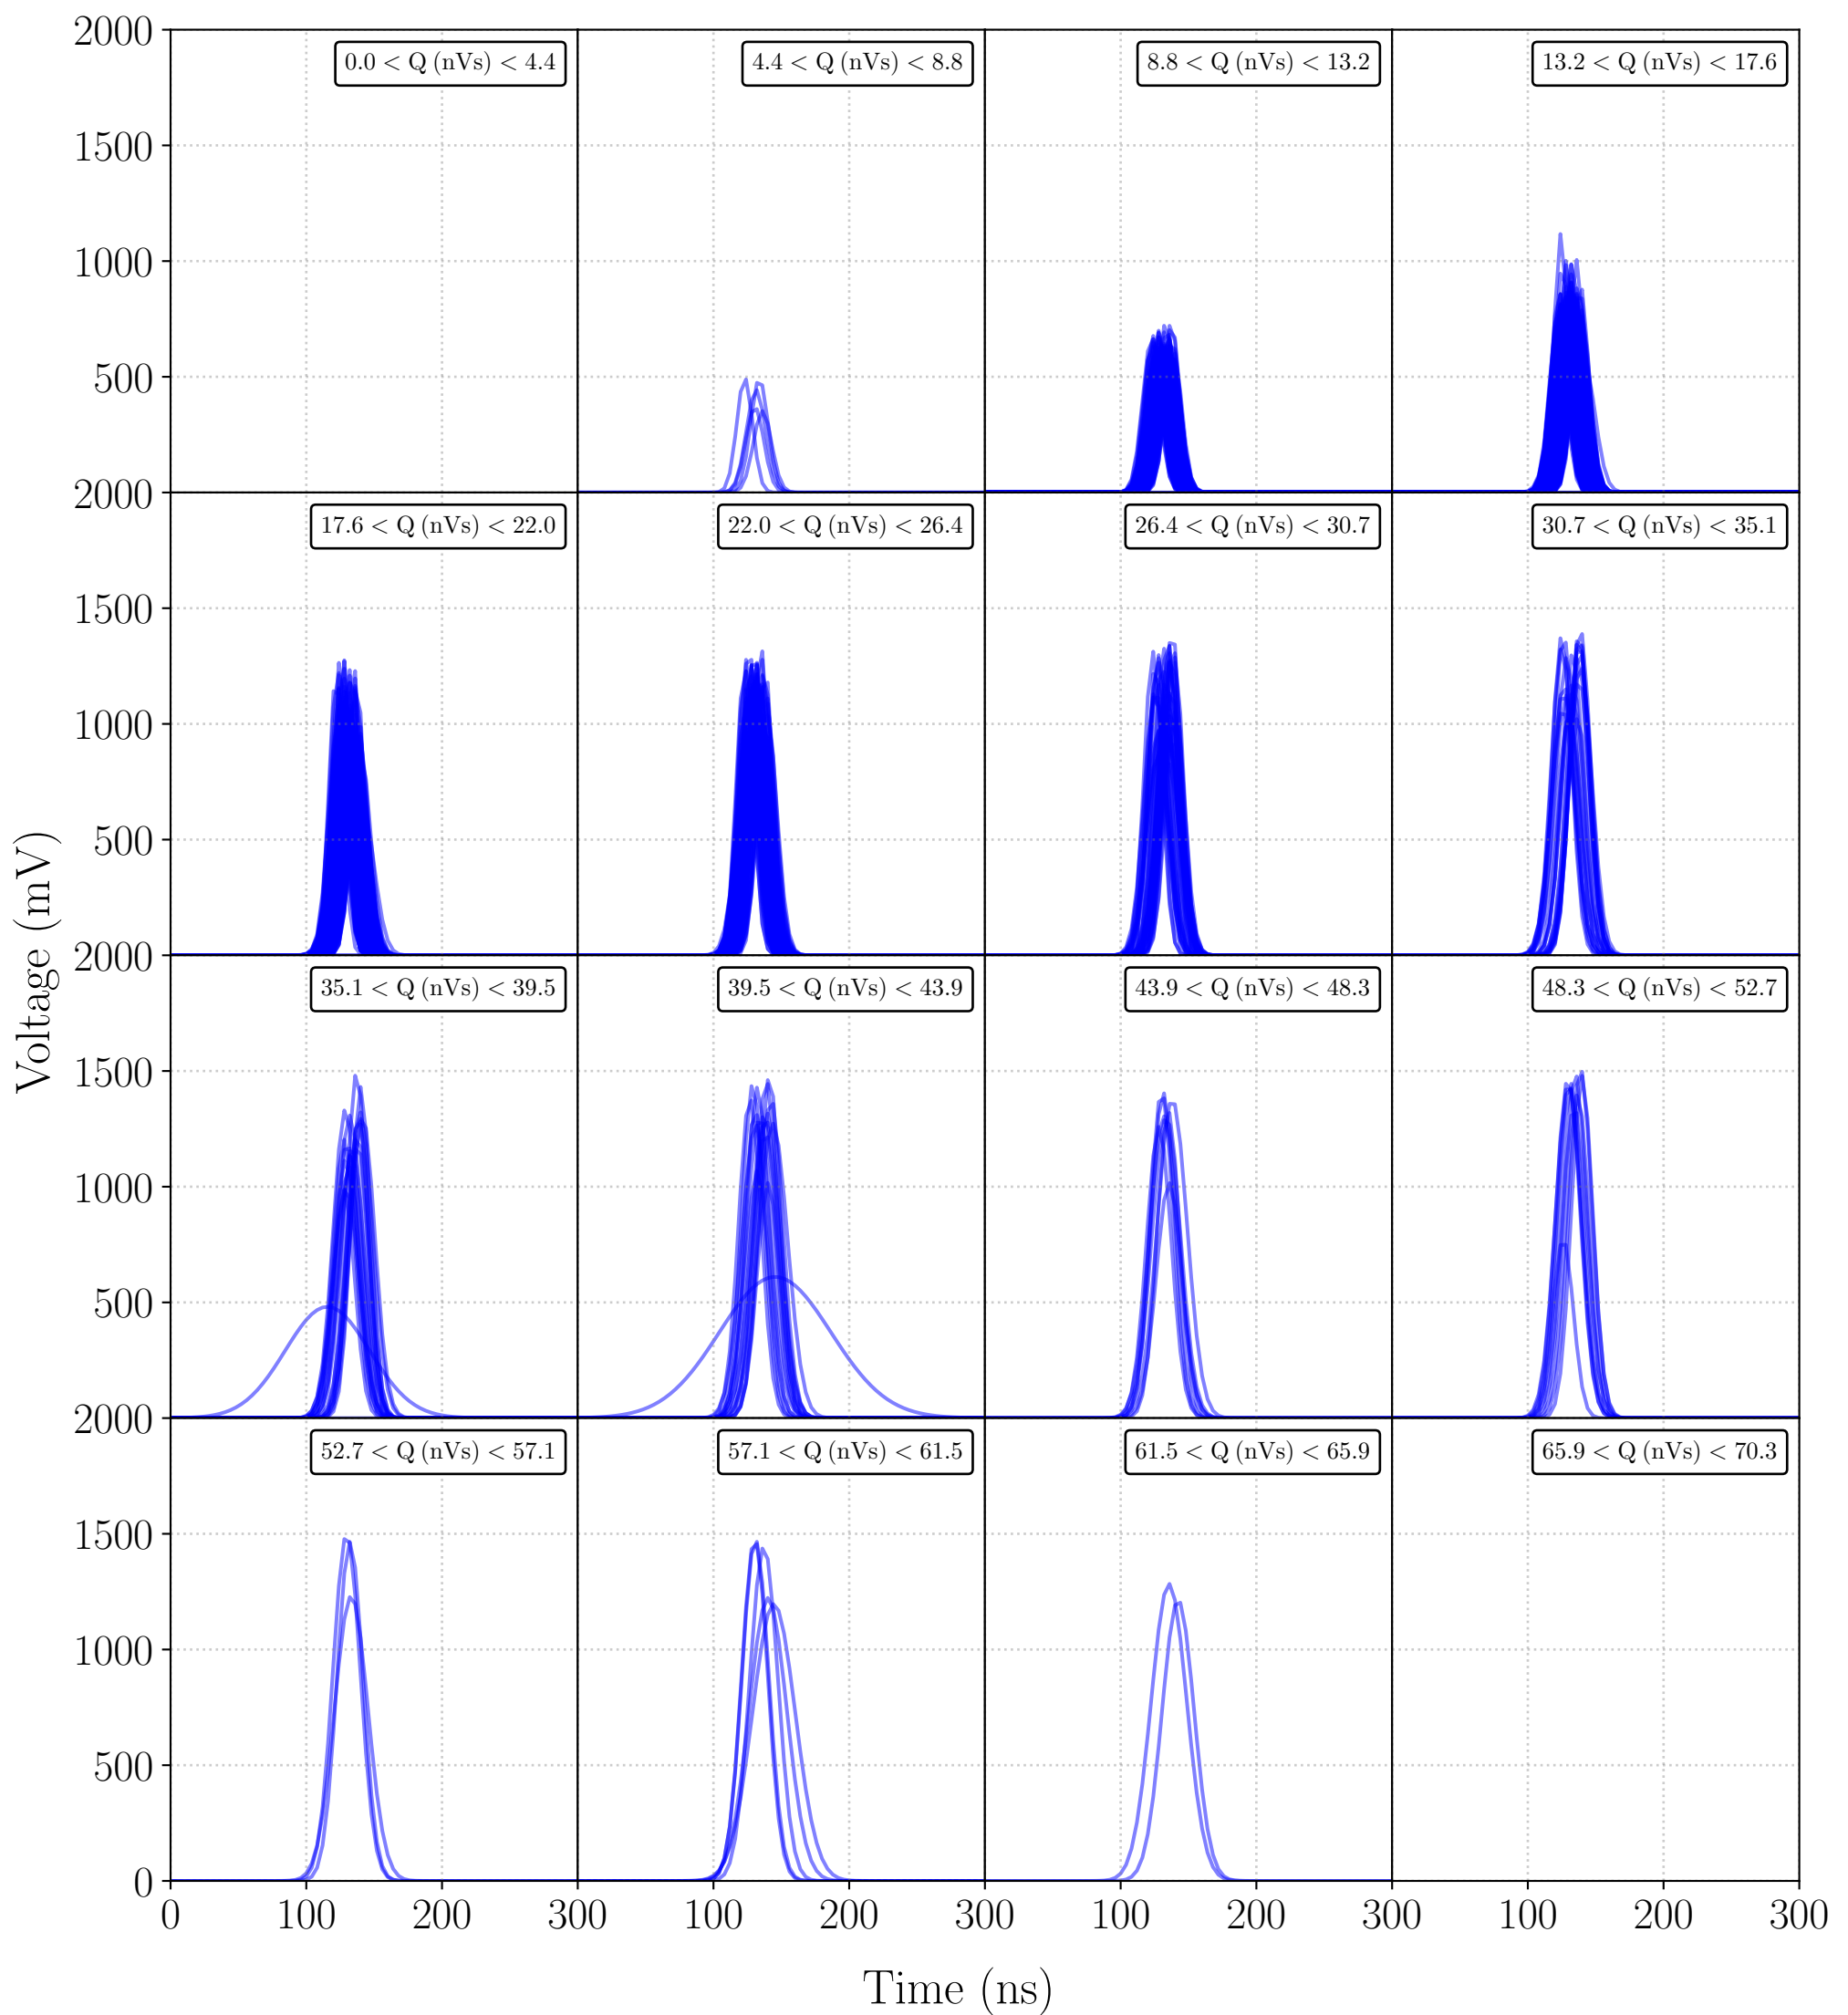 2000
0.0 < Q (nVs) < 4.4
4.4 < Q (nVs) < 8.8
8.8 < Q (nVs) < 13.2
13.2 < Q (nVs) < 17.6
1500
1000
500
2000
17.6 < Q (nVs) < 22.0
22.0 < Q (nVs) < 26.4
26.4 < Q (nVs) < 30.7
30.7 < Q (nVs) < 35.1
1500
1000
500
Voltage (mV)
2000
35.1 < Q (nVs) < 39.5
39.5 < Q (nVs) < 43.9
43.9 < Q (nVs) < 48.3
48.3 < Q (nVs) < 52.7
1500
1000
500
2000
52.7 < Q (nVs) < 57.1
57.1 < Q (nVs) < 61.5
61.5 < Q (nVs) < 65.9
65.9 < Q (nVs) < 70.3
1500
1000
500
0
0 100 200 300 100 200 300 100 200 300 100 200 300
Time (ns)